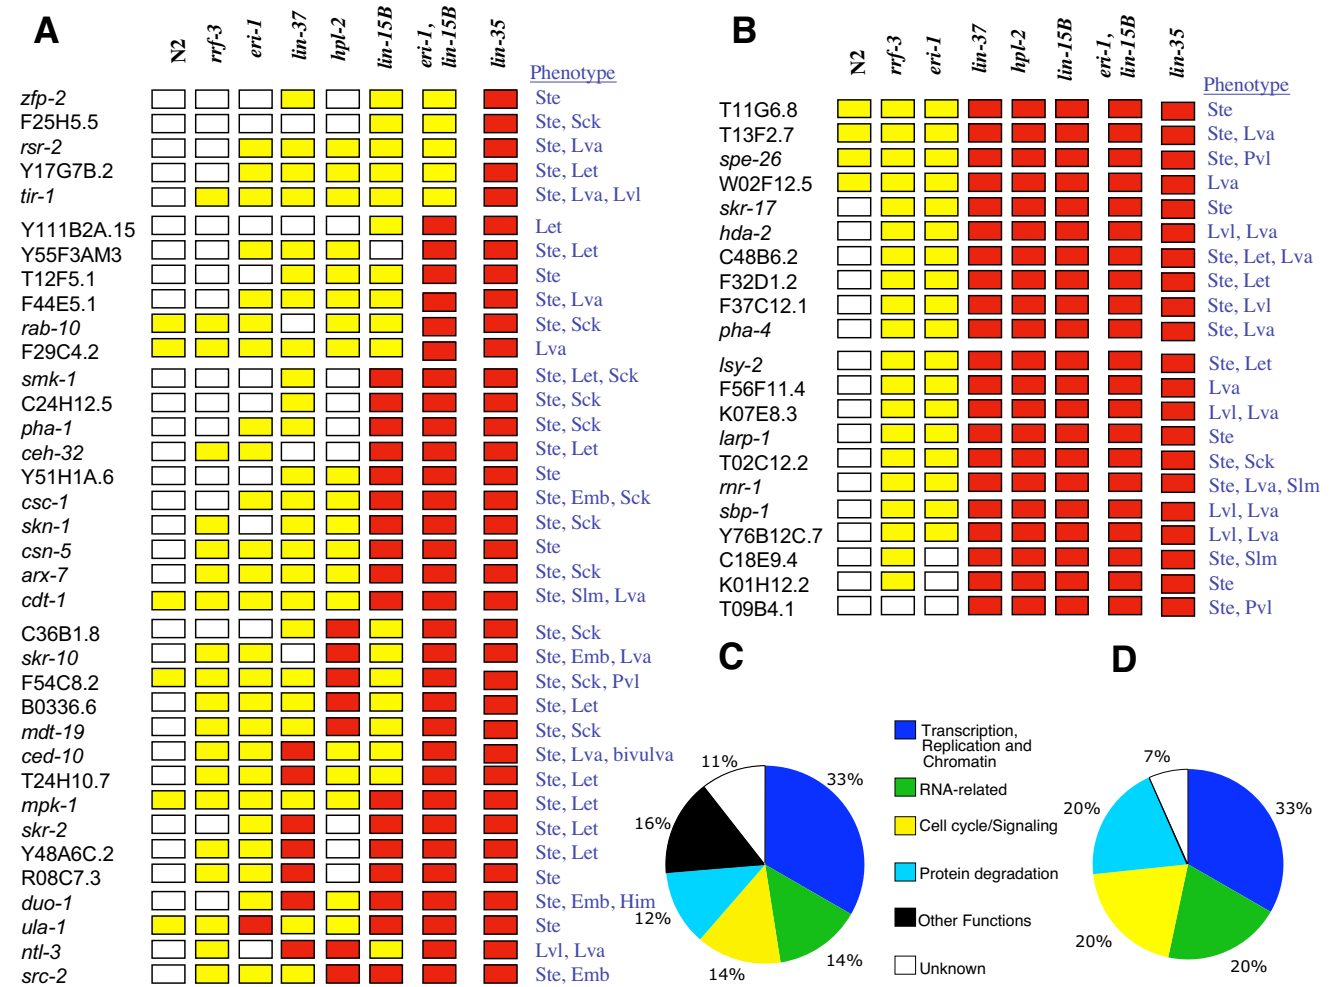 A
N2 rrf-3 eri-1 lin-37 hpl-2 lin-15B eri-1, lin-15B lin-35
Phenotype
zfp-2 Ste
F25H5.5 Ste, Sck
rsr-2 Ste, Lva
Y17G7B.2 Ste, Let
tir-1 Ste, Lva, Lvl
Y111B2A.15 Let
Y55F3AM3 Ste, Let
T12F5.1 Ste
F44E5.1 Ste, Lva
rab-10 Ste, Sck
F29C4.2 Lva
smk-1 Ste, Let, Sck
C24H12.5 Ste, Sck
pha-1 Ste, Sck
ceh-32 Ste, Let
Y51H1A.6 Ste
csc-1 Ste, Emb, Sck
skn-1 Ste, Sck
csn-5 Ste
arx-7 Ste, Sck
cdt-1 Ste, Slm, Lva
C36B1.8 Ste, Sck
skr-10 Ste, Emb, Lva
F54C8.2 Ste, Sck, Pvl
B0336.6 Ste, Let
mdt-19 Ste, Sck
ced-10 Ste, Lva, bivulva
T24H10.7 Ste, Let
mpk-1 Ste, Let
skr-2 Ste, Let
Y48A6C.2 Ste, Let
R08C7.3 Ste
duo-1 Ste, Emb, Him
ula-1 Ste
ntl-3 Lvl, Lva
src-2 Ste, Emb
B
N2 rrf-3 eri-1 lin-37 hpl-2 lin-15B eri-1, lin-15B lin-35
Phenotype
T11G6.8 Ste
T13F2.7 Ste, Lva
spe-26 Ste, Pvl
W02F12.5 Lva
skr-17 Ste
hda-2 Lvl, Lva
C48B6.2 Ste, Let, Lva
F32D1.2 Ste, Let
F37C12.1 Ste, Lvl
pha-4 Ste, Lva
lsy-2 Ste, Let
F56F11.4 Lva
K07E8.3 Lvl, Lva
larp-1 Ste
T02C12.2 Ste, Sck
rnr-1 Ste, Lva, Slm
sbp-1 Lvl, Lva
Y76B12C.7 Lvl, Lva
C18E9.4 Ste, Slm
K01H12.2 Ste
T09B4.1 Ste, Pvl
C
11%
33%
16%
12%
14%
14%
Transcription,
Replication and
Chromatin
RNA-related
Cell cycle/Signaling
Protein degradation
Other Functions
Unknown
D
7%
33%
20%
20%
20%